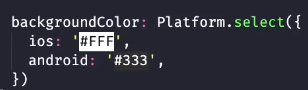 backgroundColor: Platform.select({
  ios: '#FFF',
  android: '#333',
})